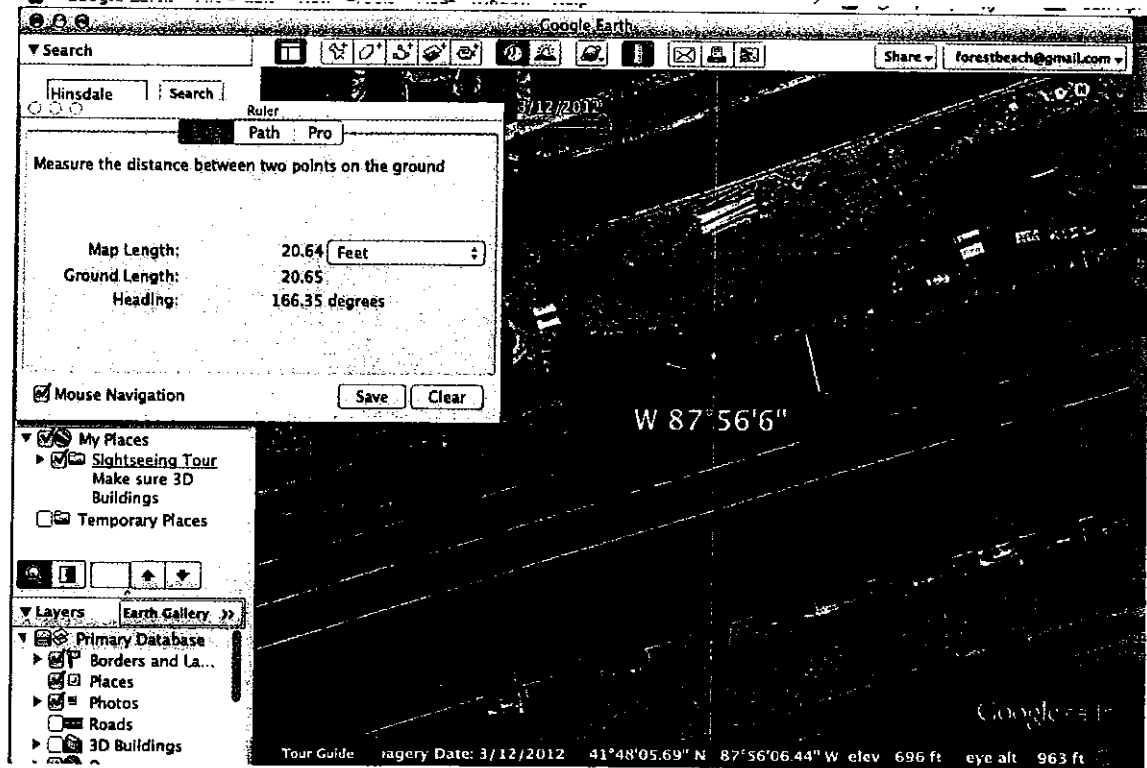 Google Earth
▼ Search
Share forestbeach@gmail.com
Hinsdale Search
Ruler
Path Pro
3/12/2012
Measure the distance between two points on the ground
Map Length: 20.64 Feet
Ground Length: 20.65
Heading: 166.35 degrees
Mouse Navigation Save Clear
W 87°56'6"
▼ My Places
Sightseeing Tour
Make sure 3D
Buildings
Temporary Places
▼ Layers Earth Gallery >>
Primary Database
Borders and La...
Places
Photos
Roads
3D Buildings
Google
Tour Guide Imagery Date: 3/12/2012 41°48'05.69" N 87°56'06.44" W elev 696 ft eye alt 963 ft